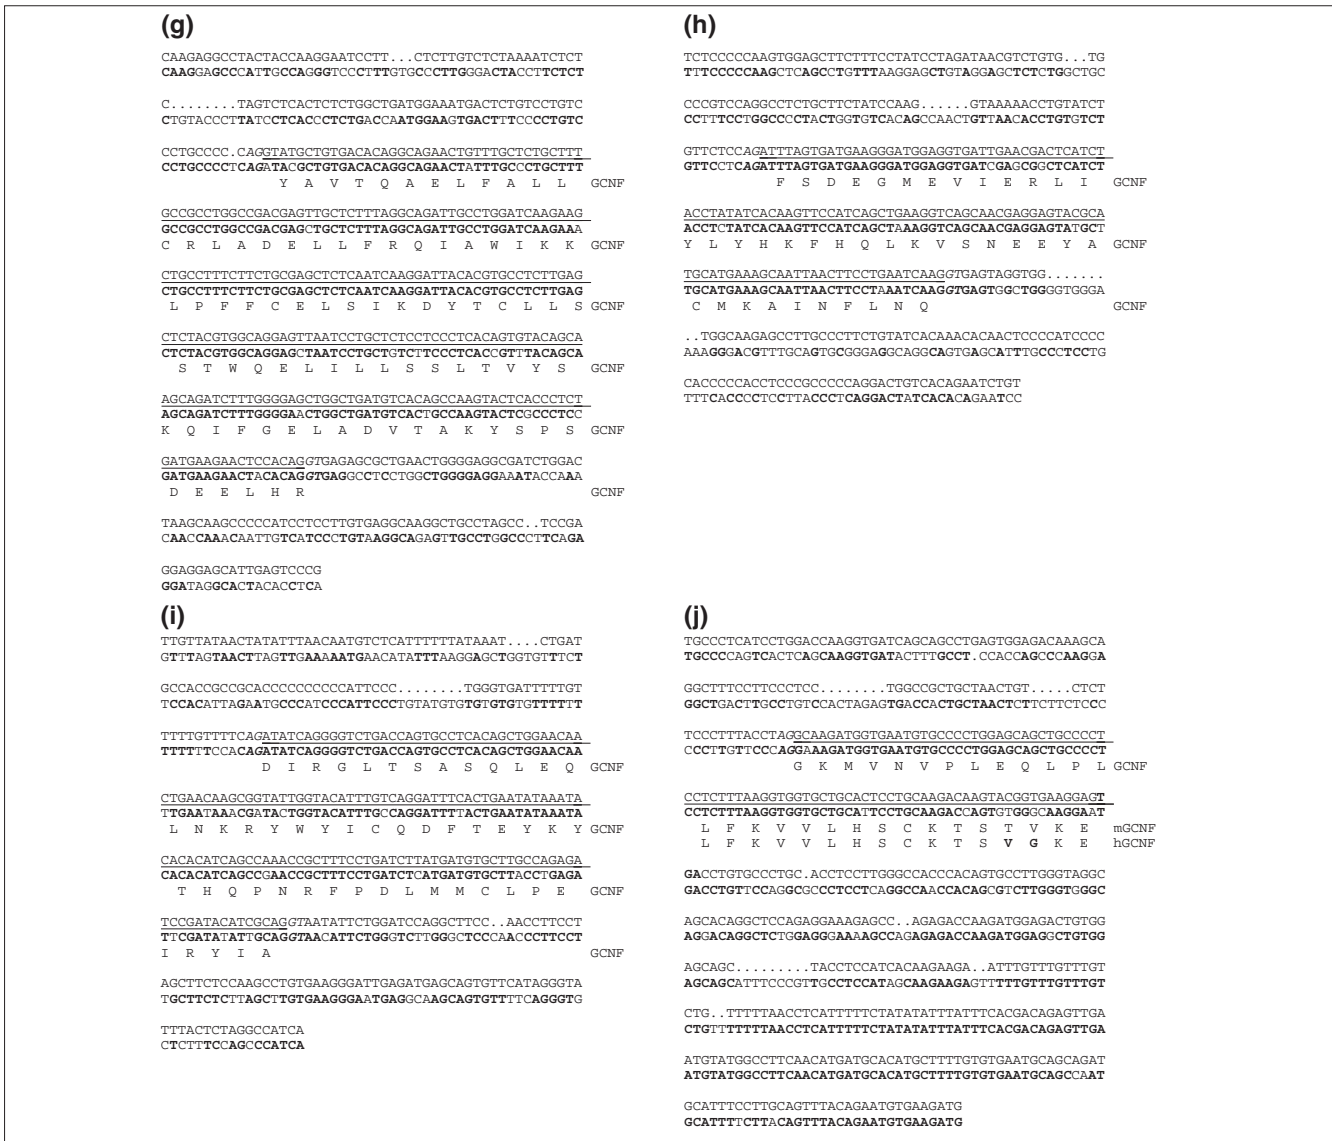 (g)
CAAGAGGCCTACTACCAAGGAATCCTT...CTCTTGTCTCTAAAATCTCT
CAAGGAGCCCATTGCCAGGGTCCCTTTGTGCCCTTGGGACTACCTTCTCT
C........TAGTCTCACTCTCTGGCTGATGGAAATGACTCTGTCCTGTC
CTGTACCCTTATCCTCACCCTCTGACCAATGGAAGTGACTTTCCCCTGTC
CCTGCCCC.CAGGTATGCTGTGACACAGGCAGAACTGTTTGCTCTGCTTT
CCTGCCCCTCAGATACGCTGTGACACAGGCAGAACTATTTGCCCTGCTTT
Y A V T Q A E L F A L L GCNF
GCCGCCTGGCCGACGAGTTGCTCTTTAGGCAGATTGCCTGGATCAAGAAG
GCCGCCTGGCCGACGAGCTGCTCTTTAGGCAGATTGCCTGGATCAAGAAA
C R L A D E L L F R Q I A W I K K GCNF
CTGCCTTTCTTCTGCGAGCTCTCAATCAAGGATTACACGTGCCTCTTGAG
CTGCCTTTCTTCTGCGAGCTCTCAATCAAGGATTACACGTGCCTCTTGAG
L P F F C E L S I K D Y T C L L S GCNF
CTCTACGTGGCAGGAGTTAATCCTGCTCTCCTCCCTCACAGTGTACAGCA
CTCTACGTGGCAGGAGCTAATCCTGCTGTCTTCCCTCACCGTTTACAGCA
S T W Q E L I L L S S L T V Y S GCNF
AGCAGATCTTTGGGGAGCTGGCTGATGTCACAGCCAAGTACTCACCCTCT
AGCAGATCTTTGGGGAACTGGCTGATGTCACTGCCAAGTACTCGCCCTCC
K Q I F G E L A D V T A K Y S P S GCNF
GATGAAGAACTCCACAGGTGAGAGCGCTGAACTGGGGAGGCGATCTGGAC
GATGAAGAACTACACAGGTGAGGCCTCCTGGCTGGGGAGGAAATACCAAA
D E E L H R GCNF
TAAGCAAGCCCCCATCCTCCTTGTGAGGCAAGGCTGCCTAGCC..TCCGA
CAACCAAACAATTGTCATCCCTGTAAGGCAGAGTTGCCTGGCCCTTCAGA
GGAGGAGCATTGAGTCCCG
GGATAGGCACTACACCTCA
(h)
TCTCCCCCAAGTGGAGCTTCTTTCCTATCCTAGATAACGTCTGTG...TG
TTTCCCCCAAGCTCAGCCTGTTTAAGGAGCTGTAGGAGCTCTCTGGCTGC
CCCGTCCAGGCCTCTGCTTCTATCCAAG......GTAAAAACCTGTATCT
CCTTTCCTGGCCCCTACTGGTGTCACAGCCAACTGTTAACACCTGTGTCT
GTTCTCCAGATTTAGTGATGAAGGGATGGAGGTGATTGAACGACTCATCT
GTTCCTCAGATTTAGTGATGAAGGGATGGAGGTGATCGAGCGGCTCATCT
F S D E G M E V I E R L I GCNF
ACCTATATCACAAGTTCCATCAGCTGAAGGTCAGCAACGAGGAGTACGCA
ACCTCTATCACAAGTTCCATCAGCTAAAGGTCAGCAACGAGGAGTATGCT
Y L Y H K F H Q L K V S N E E Y A GCNF
TGCATGAAAGCAATTAACTTCCTGAATCAAGGTGAGTAGGTGG.......
TGCATGAAAGCAATTAACTTCCTAAATCAAGGTGAGTGGCTGGGGTGGGA
C M K A I N F L N Q GCNF
..TGGCAAGAGCCTTGCCCTTCTGTATCACAAACACAACTCCCCATCCCC
AAAGGGACGTTTGCAGTGCGGGAGGCAGGCAGTGAGCATTTGCCCTCCTG
CACCCCCACCTCCCGCCCCCAGGACTGTCACAGAATCTGT
TTTCACCCCTCCTTACCCTCAGGACTATCACACAGAATCC
(i)
TTGTTATAACTATATTTAACAATGTCTCATTTTTTATAAAT....CTGAT
GTTTAGTAACTTAGTTGAAAAATGAACATATTTAAGGAGCTGGTGTTTCT
GCCACCGCCGCACCCCCCCCCCATTCCC........TGGGTGATTTTTGT
TCCACATTAGAATGCCCATCCCATTCCCTGTATGTGTGTGTGTGTTTTTT
TTTTGTTTTCAGATATCAGGGGTCTGACCAGTGCCTCACAGCTGGAACAA
TTTTTTCCACAGATATCAGGGGTCTGACCAGTGCCTCACAGCTGGAACAA
D I R G L T S A S Q L E Q GCNF
CTGAACAAGCGGTATTGGTACATTTGTCAGGATTTCACTGAATATAAATA
TTGAATAAACGATACTGGTACATTTGCCAGGATTTTACTGAATATAAATA
L N K R Y W Y I C Q D F T E Y K Y GCNF
CACACATCAGCCAAACCGCTTTCCTGATCTTATGATGTGCTTGCCAGAGA
CACACATCAGCCGAACCGCTTTCCTGATCTCATGATGTGCTTACCTGAGA
T H Q P N R F P D L M M C L P E GCNF
TCCGATACATCGCAGGTAATATTCTGGATCCAGGCTTCC..AACCTTCCT
TTCGATATATTGCAGGTAACATTCTGGGTCTTGGGCTCCCAACCCTTCCT
I R Y I A GCNF
AGCTTCTCCAAGCCTGTGAAGGGATTGAGATGAGCAGTGTTCATAGGGTA
TGCTTCTCTTAGCTTGTGAAGGGAATGAGGCAAGCAGTGTTTTCAGGGTG
TTTACTCTAGGCCATCA
CTCTTTCCAGCCCATCA
(j)
TGCCCTCATCCTGGACCAAGGTGATCAGCAGCCTGAGTGGAGACAAAGCA
TGCCCCAGTCACTCAGCAAGGTGATACTTTGCCT.CCACCAGCCCAAGGA
GGCTTTCCTTCCCTCC........TGGCCGCTGCTAACTGT.....CTCT
GGCTGACTTGCCTGTCCACTAGAGTGACCACTGCTAACTCTTCTTCTCCC
TCCCTTTACCTAGGCAAGATGGTGAATGTGCCCCTGGAGCAGCTGCCCCT
CCCTTGTTCCCAGGAAAGATGGTGAATGTGCCCCTGGAGCAGCTGCCCCT
G K M V N V P L E Q L P L GCNF
CCTCTTTAAGGTGGTGCTGCACTCCTGCAAGACAAGTACGGTGAAGGAGT
CCTCTTTAAGGTGGTGCTGCATTCCTGCAAGACCAGTGTGGGCAAGGAAT
L F K V V L H S C K T S T V K E mGCNF
L F K V V L H S C K T S V G K E hGCNF
GACCTGTGCCCTGC.ACCTCCTTGGGCCACCCACAGTGCCTTGGGTAGGC
GACCTGTTCCAGGCGCCCTCCTCAGGCCAACCACAGCGTCTTGGGTGGGC
AGCACAGGCTCCAGAGGAAAGAGCC..AGAGACCAAGATGGAGACTGTGG
AGGACAGGCTCTGGAGGGAAAAGCCAGAGAGACCAAGATGGAGGCTGTGG
AGCAGC.........TACCTCCATCACAAGAAGA..ATTTGTTTGTTTGT
AGCAGCATTTCCCGTTGCCTCCATAGCAAGAAGAGTTTTTGTTTGTTTGT
CTG..TTTTTAACCTCATTTTTCTATATATTTATTTCACGACAGAGTTGA
CTGTTTTTTTAACCTCATTTTTCTATATATTTATTTCACGACAGAGTTGA
ATGTATGGCCTTCAACATGATGCACATGCTTTTGTGTGAATGCAGCAGAT
ATGTATGGCCTTCAACATGATGCACATGCTTTTGTGTGAATGCAGCCAAT
GCATTTCCTTGCAGTTTACAGAATGTGAAGATG
GCATTTTCTTACAGTTTACAGAATGTGAAGATG